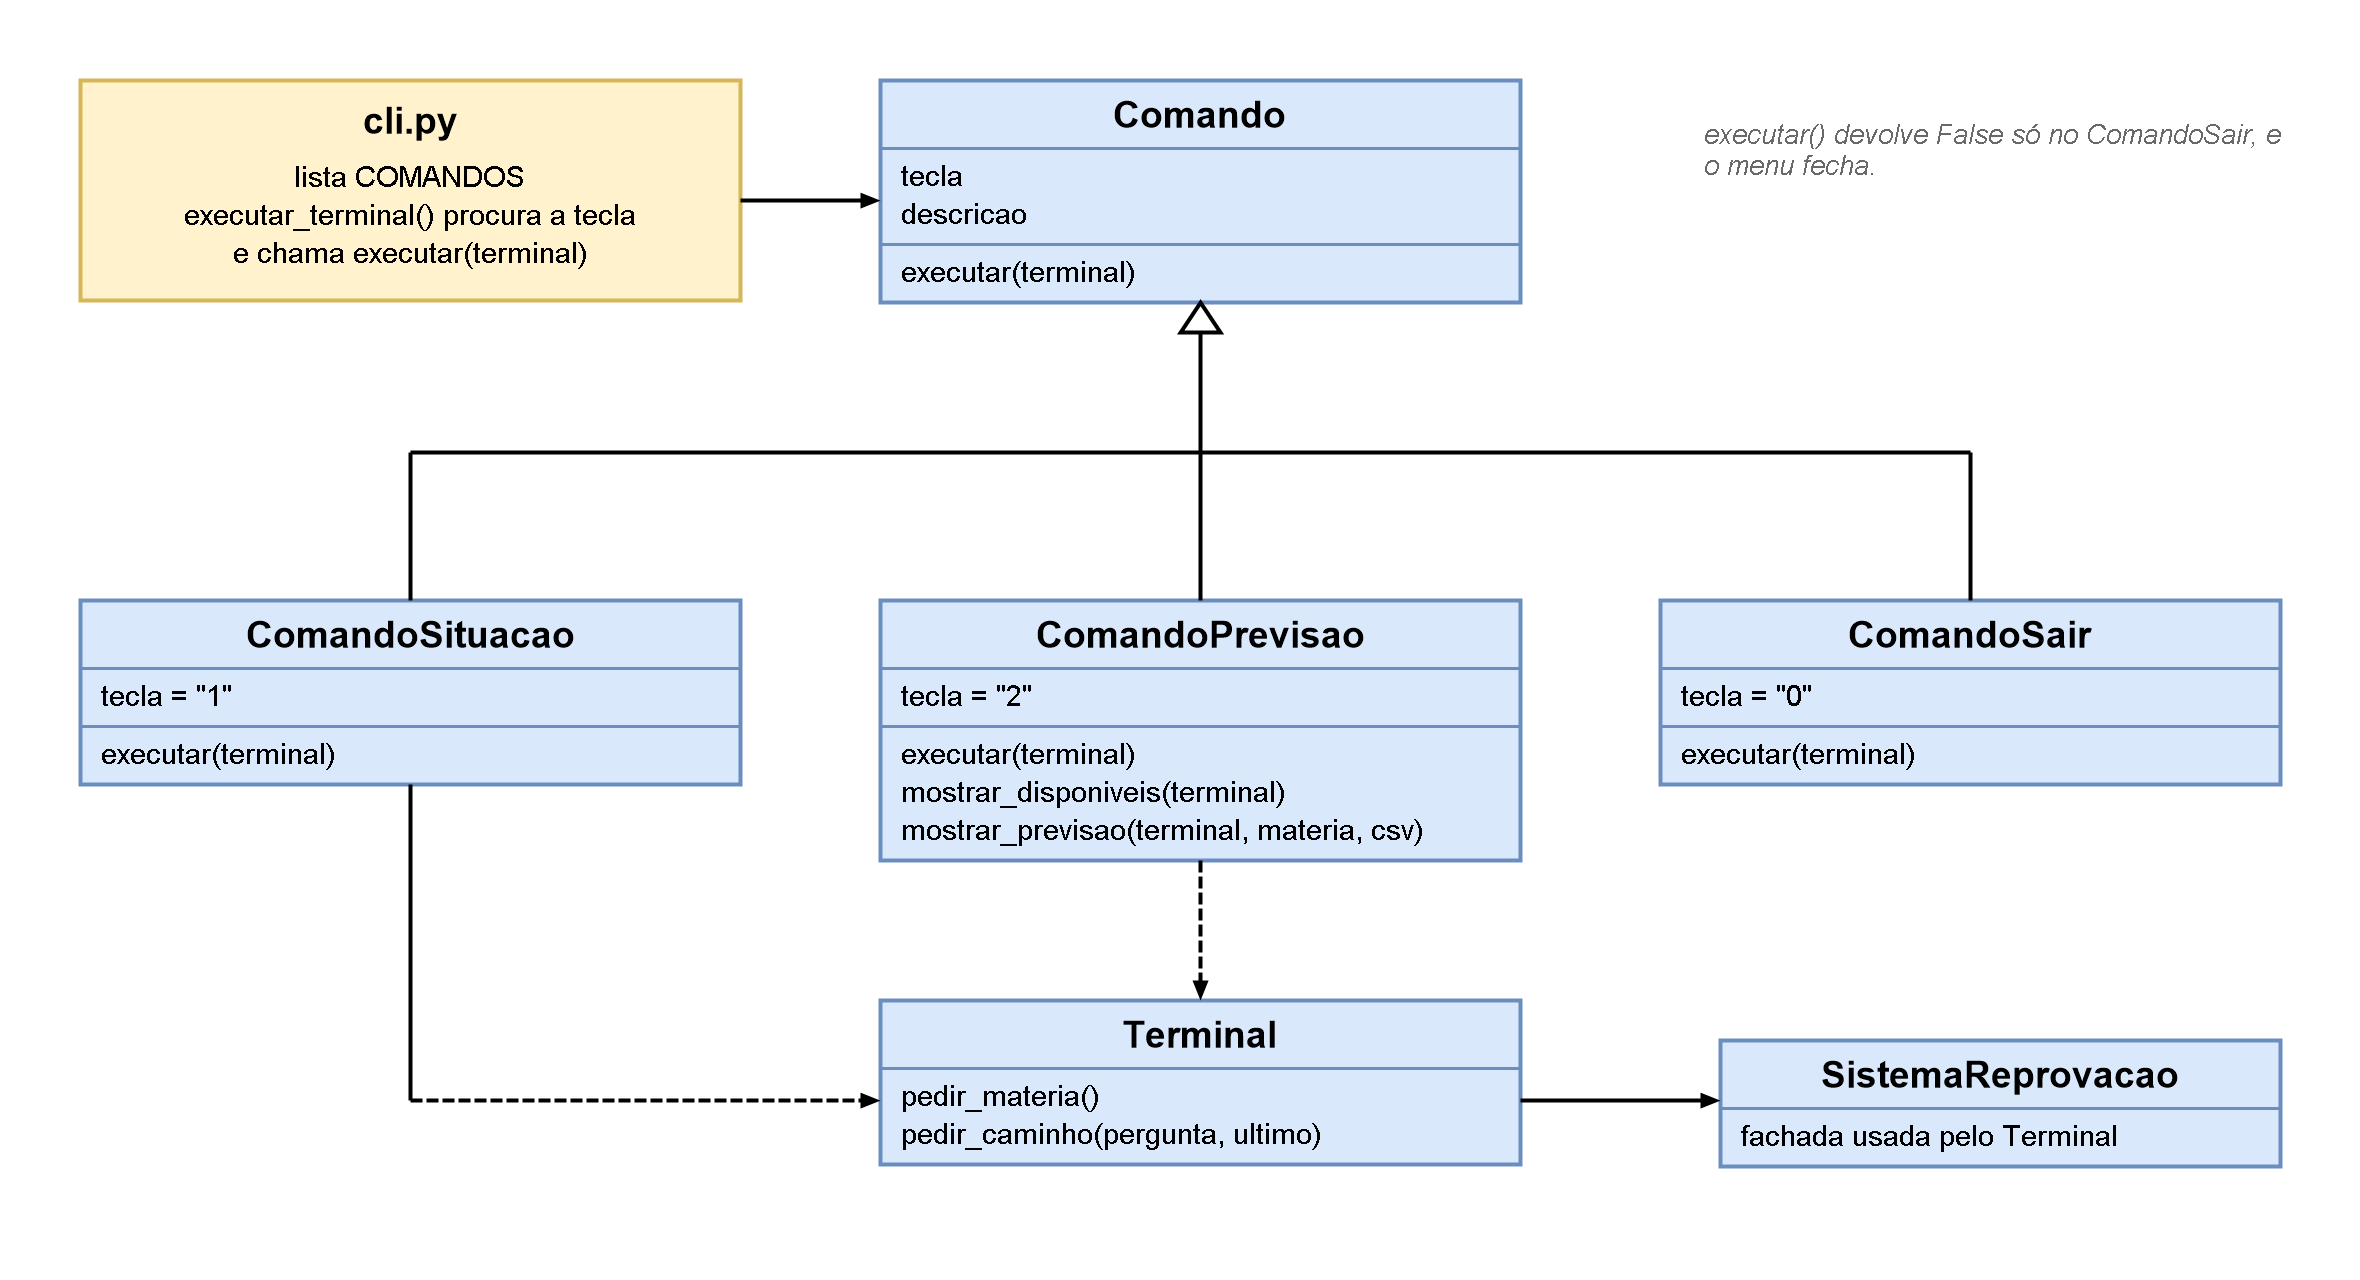 cli.py
lista COMANDOS
executar_terminal() procura a tecla
e chama executar(terminal)
Comando
tecla
descricao
executar(terminal)
executar() devolve False só no ComandoSair, e
o menu fecha.
ComandoSituacao
tecla = "1"
executar(terminal)
ComandoPrevisao
tecla = "2"
executar(terminal)
mostrar_disponiveis(terminal)
mostrar_previsao(terminal, materia, csv)
ComandoSair
tecla = "0"
executar(terminal)
Terminal
pedir_materia()
pedir_caminho(pergunta, ultimo)
SistemaReprovacao
fachada usada pelo Terminal